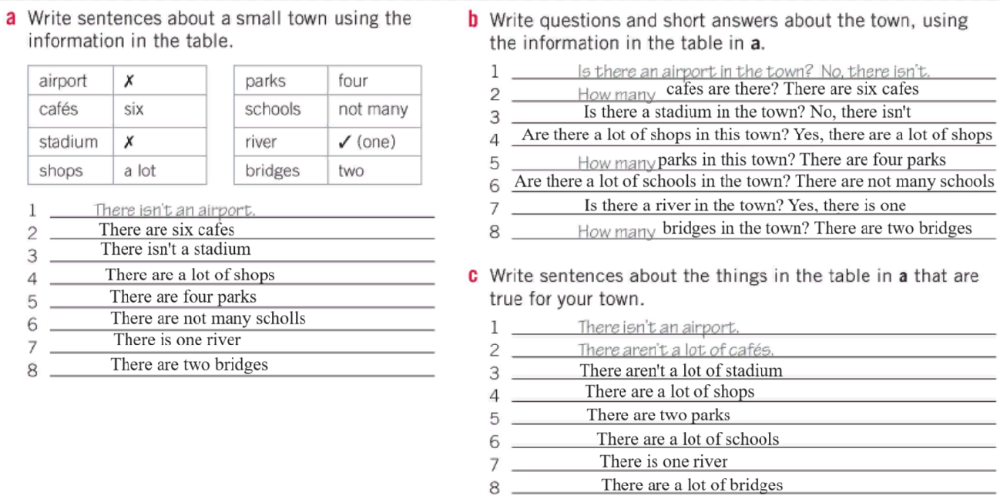 a Write sentences about a small town using the
information in the table.
airport ✗
cafés six
stadium ✗
shops a lot
parks four
schools not many
river ✓ (one)
bridges two
1 There isn't an airport.
2 There are six cafes
3 There isn't a stadium
4 There are a lot of shops
5 There are four parks
6 There are not many scholls
7 There is one river
8 There are two bridges
b Write questions and short answers about the town, using
the information in the table in a.
1 Is there an airport in the town? No, there isn't.
2 How many cafes are there? There are six cafes
3 Is there a stadium in the town? No, there isn't
4 Are there a lot of shops in this town? Yes, there are a lot of shops
5 How many parks in this town? There are four parks
6 Are there a lot of schools in the town? There are not many schools
7 Is there a river in the town? Yes, there is one
8 How many bridges in the town? There are two bridges
c Write sentences about the things in the table in a that are
true for your town.
1 There isn't an airport.
2 There aren't a lot of cafés.
3 There aren't a lot of stadium
4 There are a lot of shops
5 There are two parks
6 There are a lot of schools
7 There is one river
8 There are a lot of bridges